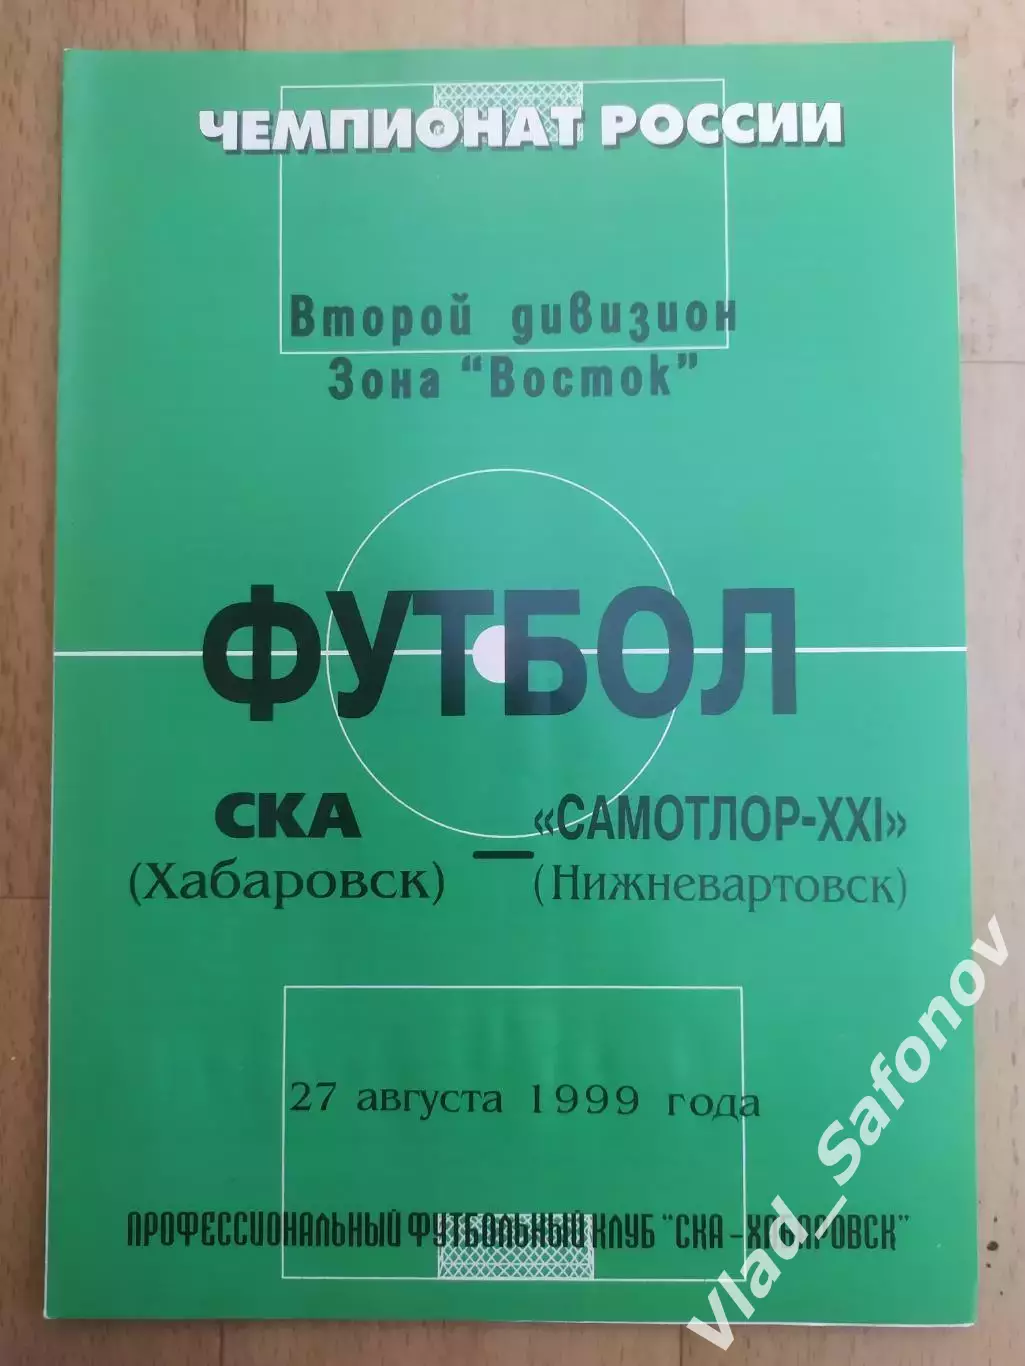 ЧЕМПИОНАТ РОССИИ
Второй дивизион
Зона "Восток"
ФУТБОЛ
СКА — «САМОТЛОР-XXI»
(Хабаровск) (Нижневартовск)
27 августа 1999 года
ПРОФЕССИОНАЛЬНЫЙ ФУТБОЛЬНЫЙ КЛУБ "СКА-ХАБАРОВСК"
Vlad_Safonov